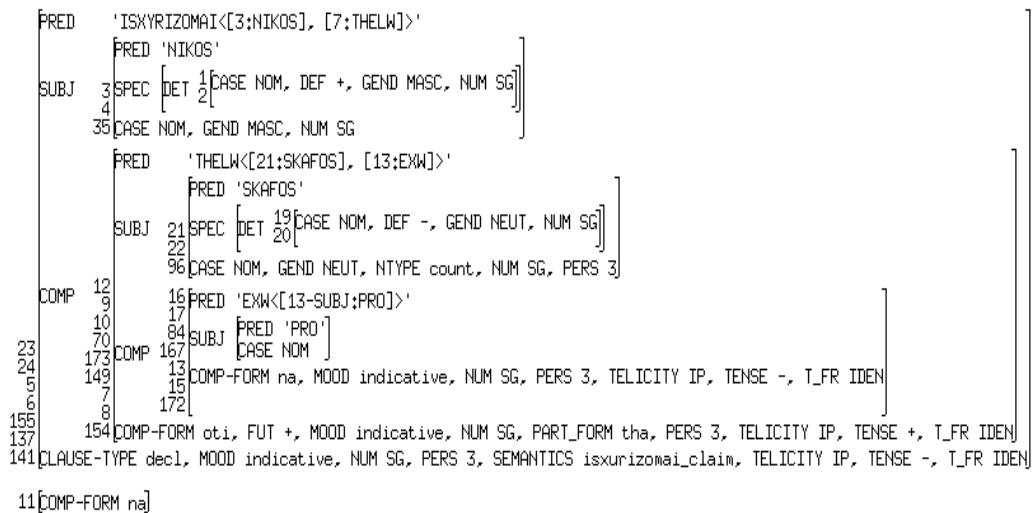 PRED 'ISXYRIZOMAI<[3:NIKOS], [7:THELW]>'
PRED 'NIKOS'
SUBJ 3 SPEC DET 1 CASE NOM, DEF +, GEND MASC, NUM SG
4 2
35 CASE NOM, GEND MASC, NUM SG
PRED 'THELW<[21:SKAFOS], [13:EXW]>'
PRED 'SKAFOS'
SUBJ 21 SPEC DET 19 CASE NOM, DEF -, GEND NEUT, NUM SG
22 20
96 CASE NOM, GEND NEUT, NTYPE count, NUM SG, PERS 3
COMP 12 16 PRED 'EXW<[13-SUBJ:PRO]>'
9 17
10 84 SUBJ PRED 'PRO'
70 167 CASE NOM
23 173 COMP
24 149 13 COMP-FORM na, MOOD indicative, NUM SG, PERS 3, TELICITY IP, TENSE -, T_FR IDEN
5 7 15
6 8 172
155 154 COMP-FORM oti, FUT +, MOOD indicative, NUM SG, PART_FORM tha, PERS 3, TELICITY IP, TENSE +, T_FR IDEN
137
141 CLAUSE-TYPE decl, MOOD indicative, NUM SG, PERS 3, SEMANTICS isxurizomai_claim, TELICITY IP, TENSE -, T_FR IDEN
11 COMP-FORM na